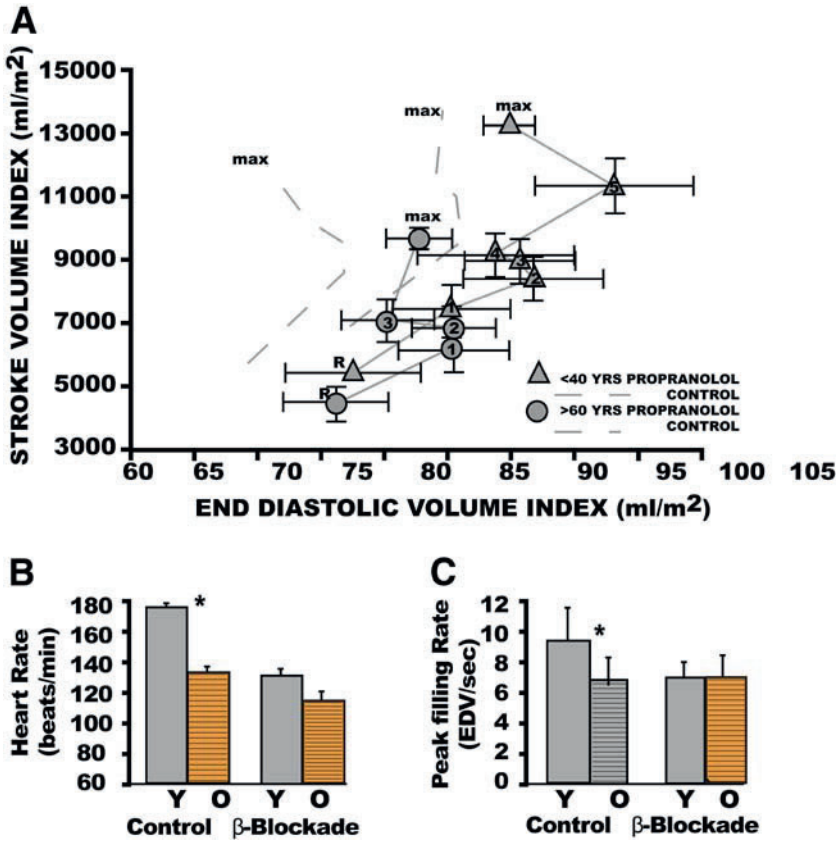 A
STROKE VOLUME INDEX (ml/m²)
15000
13000
11000
9000
7000
5000
3000
60 65 70 75 80 85 90 95 100 105
END DIASTOLIC VOLUME INDEX (ml/m²)
max
max
max
max
5
4
3
2
1
3
2
1
R
R
<40 YRS PROPRANOLOL
CONTROL
>60 YRS PROPRANOLOL
CONTROL
B
Heart Rate
(beats/min)
180
160
140
120
100
80
60
*
Y O Y O
Control β-Blockade
C
Peak filling Rate
(EDV/sec)
12
10
8
6
4
2
0
*
Y O Y O
Control β-Blockade